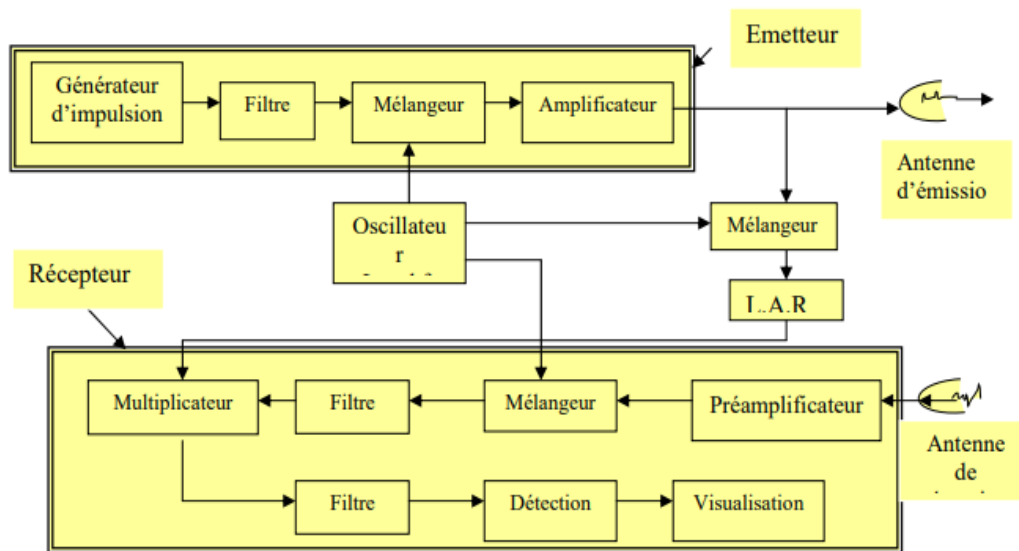 Emetteur
Générateur
d'impulsion
Filtre
Mélangeur
Amplificateur
Antenne
d'émissio
Oscillateu
r
Mélangeur
Récepteur
L.A.R
Multiplicateur
Filtre
Mélangeur
Préamplificateur
Antenne
de
Filtre
Détection
Visualisation